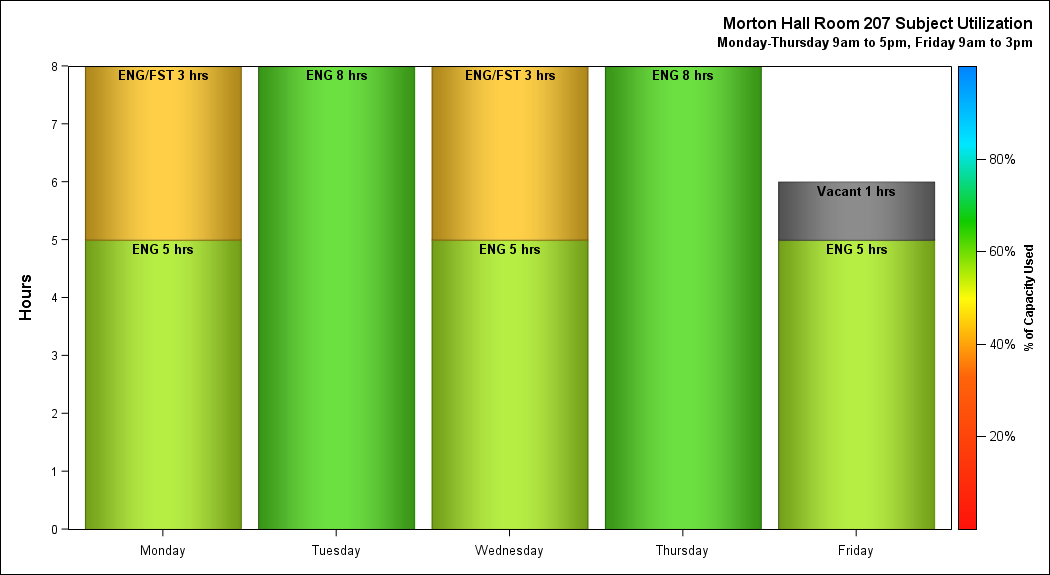 Morton Hall Room 207 Subject Utilization
Monday-Thursday 9am to 5pm, Friday 9am to 3pm
8
7
6
5
4
3
2
1
0
Hours
ENG/FST 3 hrs
ENG 8 hrs
ENG/FST 3 hrs
ENG 8 hrs
Vacant 1 hrs
ENG 5 hrs
ENG 5 hrs
ENG 5 hrs
Monday
Tuesday
Wednesday
Thursday
Friday
80%
60%
40%
20%
% of Capacity Used